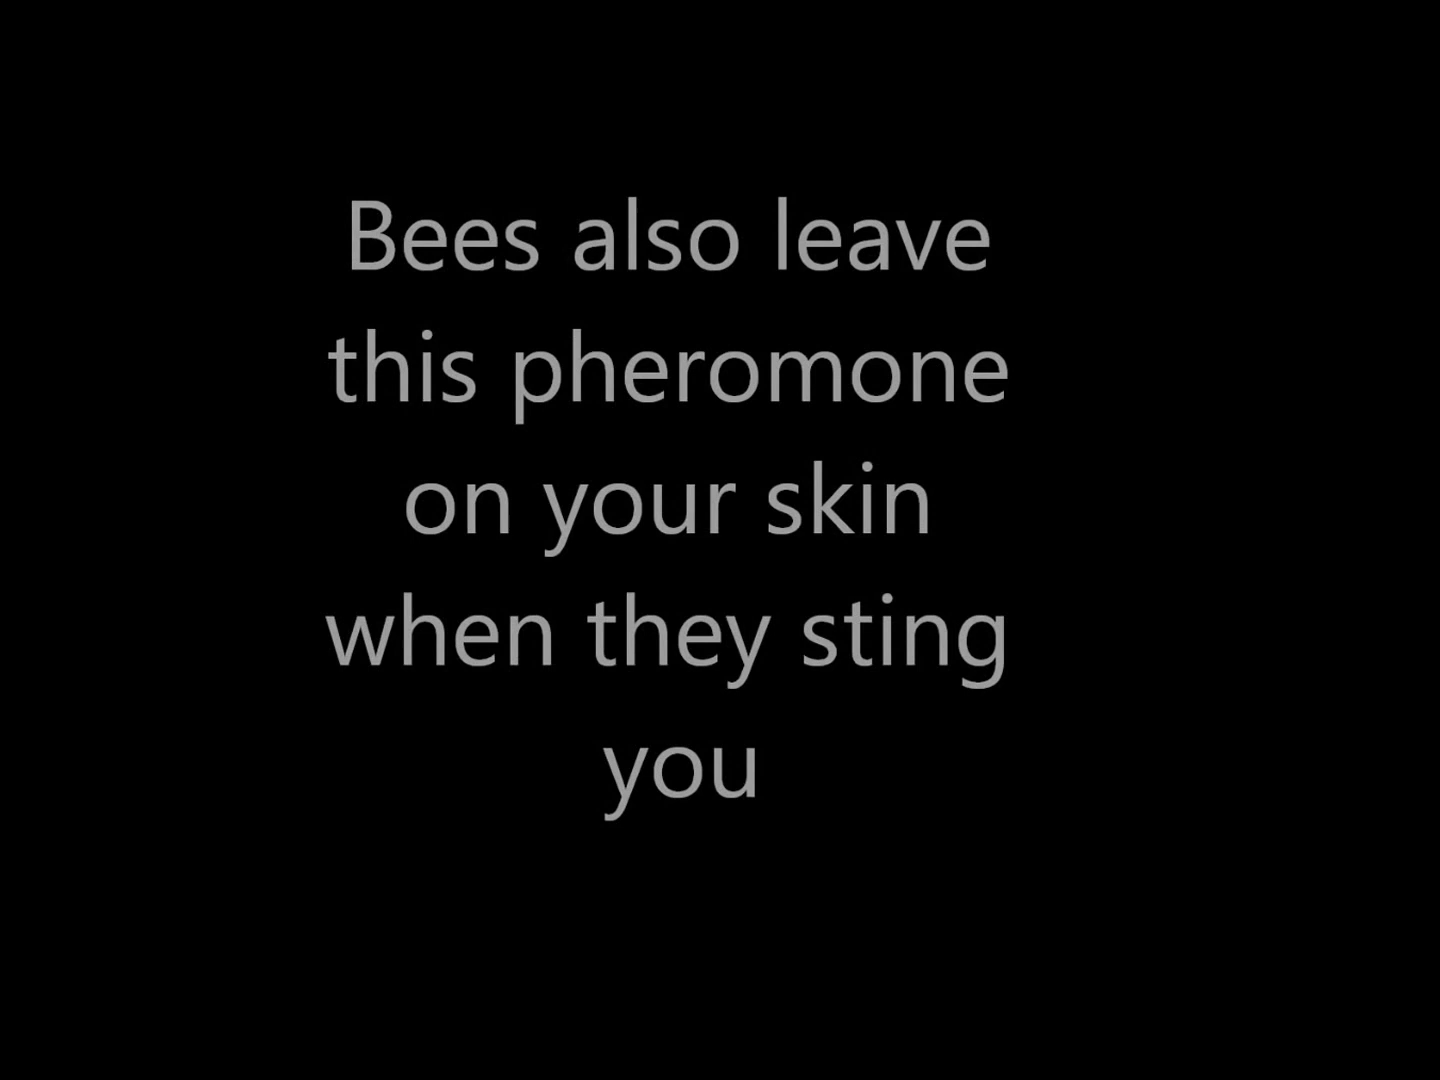 Bees also leave
this pheromone
on your skin
when they sting
you